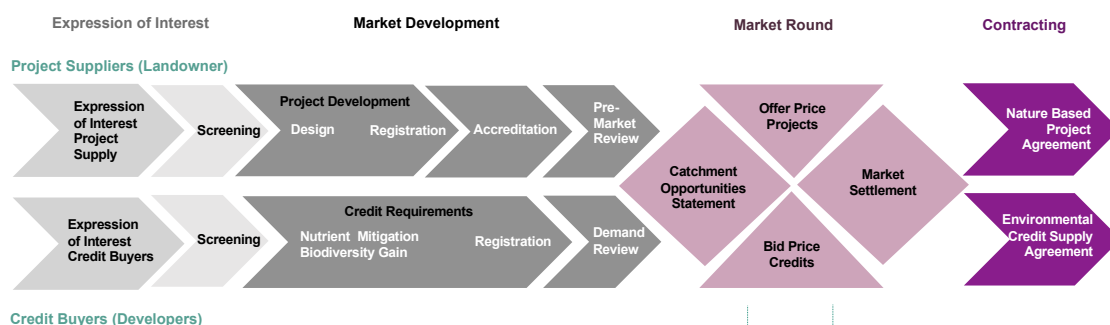 Expression of Interest
Market Development
Market Round
Contracting
Project Suppliers (Landowner)
Expression
of Interest
Project
Supply
Screening
Project Development
Design
Registration
Accreditation
Pre-
Market
Review
Offer Price
Projects
Catchment
Opportunities
Statement
Market
Settlement
Nature Based
Project
Agreement
Expression
of Interest
Credit Buyers
Screening
Credit Requirements
Nutrient Mitigation
Biodiversity Gain
Registration
Demand
Review
Bid Price
Credits
Environmental
Credit Supply
Agreement
Credit Buyers (Developers)